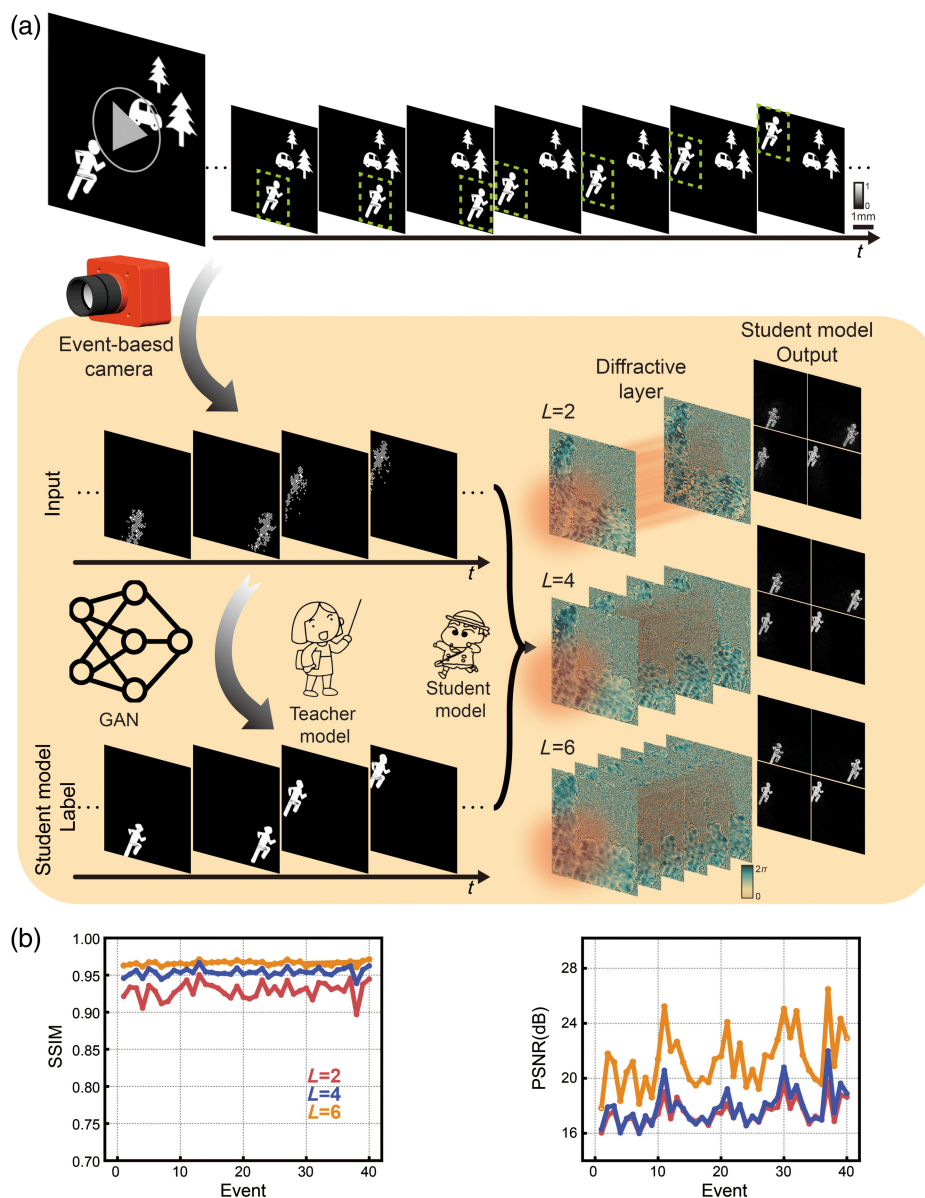 (a)
... ...
1
0
1mm
t
Event-baesd
camera
Student model
Output
Diffractive
layer
L=2
Input
... ...
t
L=4
GAN
Teacher
model
Student
model
L=6
Student model
Label
... ...
t
2π
0
(b)
1.00
0.95
0.90
0.85
0.80
0.75
0.70
SSIM
L=2
L=4
L=6
0 10 20 30 40
Event
28
24
20
16
PSNR(dB)
0 10 20 30 40
Event